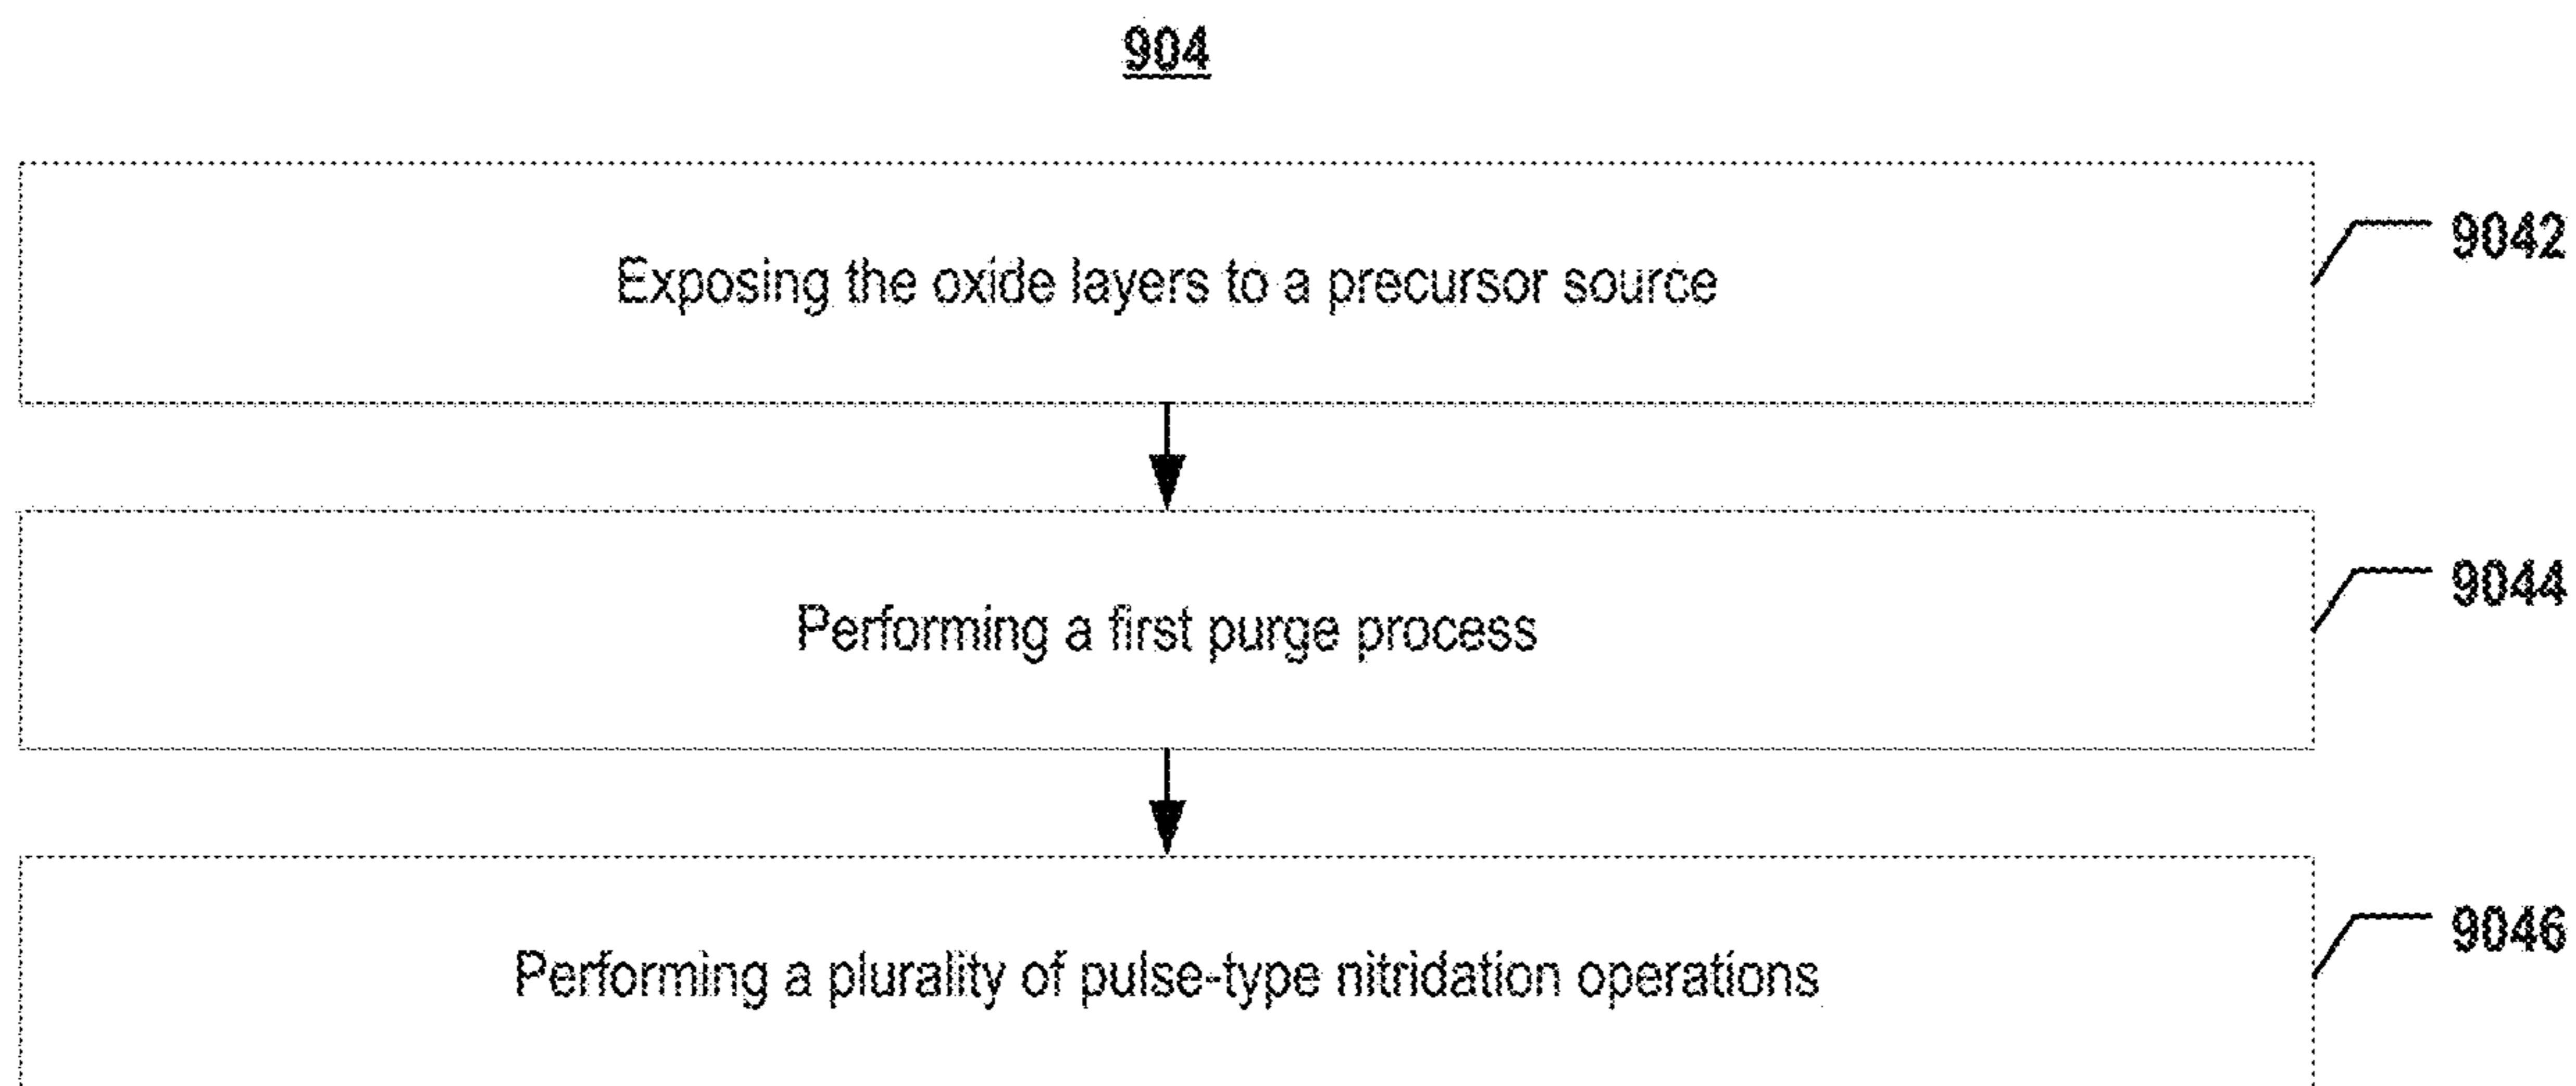 904
Exposing the oxide layers to a precursor source
9042
Performing a first purge process
9044
Performing a plurality of pulse-type nitridation operations
9046